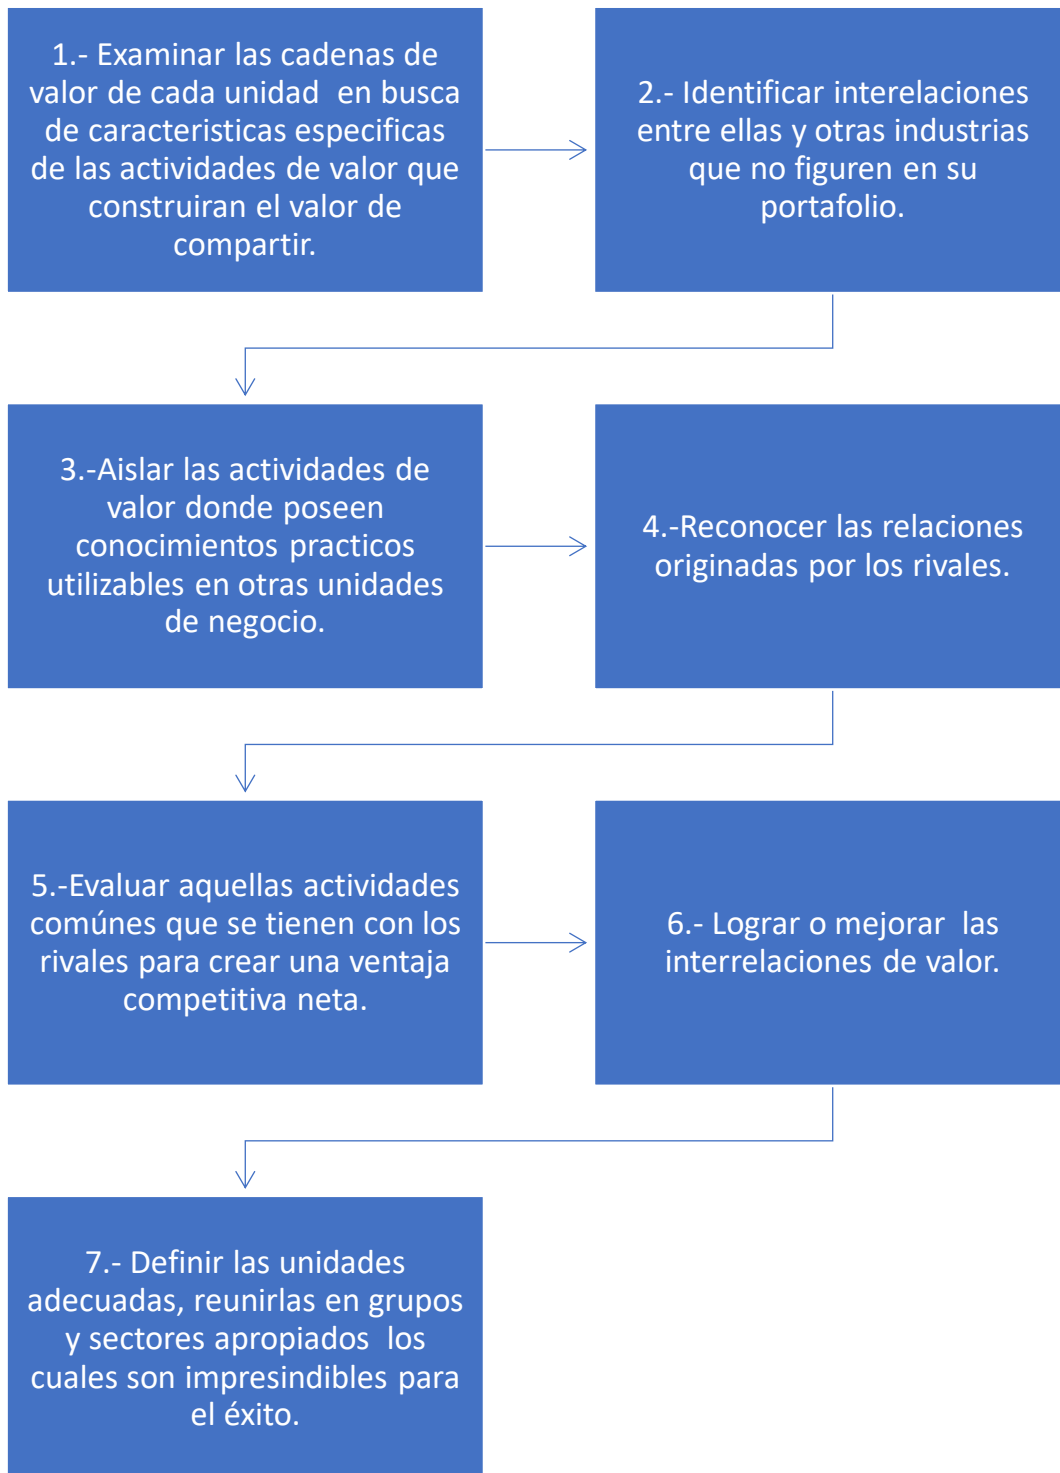 1.- Examinar las cadenas de
valor de cada unidad  en busca
de caracteristicas especificas
de las actividades de valor que
construiran el valor de
compartir.
2.- Identificar interelaciones
entre ellas y otras industrias
que no figuren en su
portafolio.
3.-Aislar las actividades de
valor donde poseen
conocimientos practicos
utilizables en otras unidades
de negocio.
4.-Reconocer las relaciones
originadas por los rivales.
5.-Evaluar aquellas actividades
comúnes que se tienen con los
rivales para crear una ventaja
competitiva neta.
6.- Lograr o mejorar  las
interrelaciones de valor.
7.- Definir las unidades
adecuadas, reunirlas en grupos
y sectores apropiados  los
cuales son impresindibles para
el éxito.